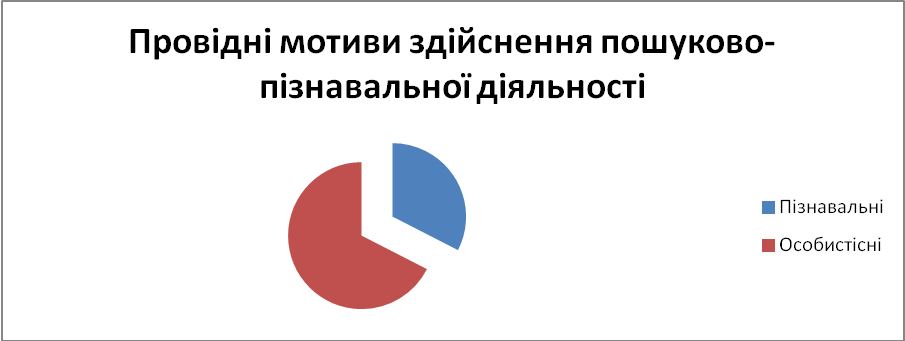 Провідні мотиви здійснення пошуково-
пізнавальної діяльності
Пізнавальні
Особистісні